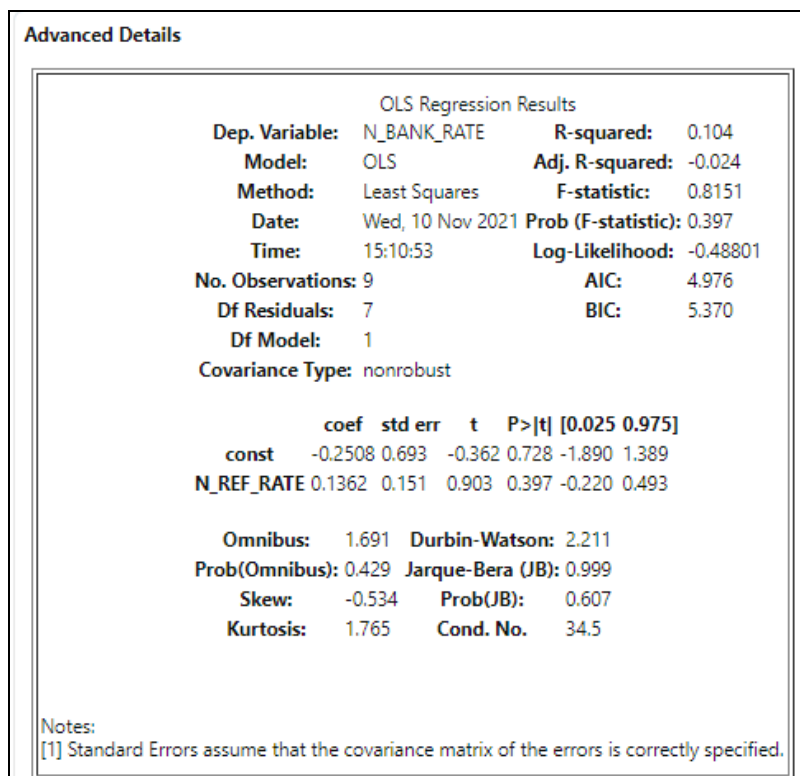 Advanced Details
OLS Regression Results
Dep. Variable: N_BANK_RATE R-squared: 0.104
Model: OLS Adj. R-squared: -0.024
Method: Least Squares F-statistic: 0.8151
Date: Wed, 10 Nov 2021 Prob (F-statistic): 0.397
Time: 15:10:53 Log-Likelihood: -0.48801
No. Observations: 9 AIC: 4.976
Df Residuals: 7 BIC: 5.370
Df Model: 1
Covariance Type: nonrobust
coef std err t P>|t| [0.025 0.975]
const -0.2508 0.693 -0.362 0.728 -1.890 1.389
N_REF_RATE 0.1362 0.151 0.903 0.397 -0.220 0.493
Omnibus: 1.691 Durbin-Watson: 2.211
Prob(Omnibus): 0.429 Jarque-Bera (JB): 0.999
Skew: -0.534 Prob(JB): 0.607
Kurtosis: 1.765 Cond. No. 34.5
Notes:
[1] Standard Errors assume that the covariance matrix of the errors is correctly specified.